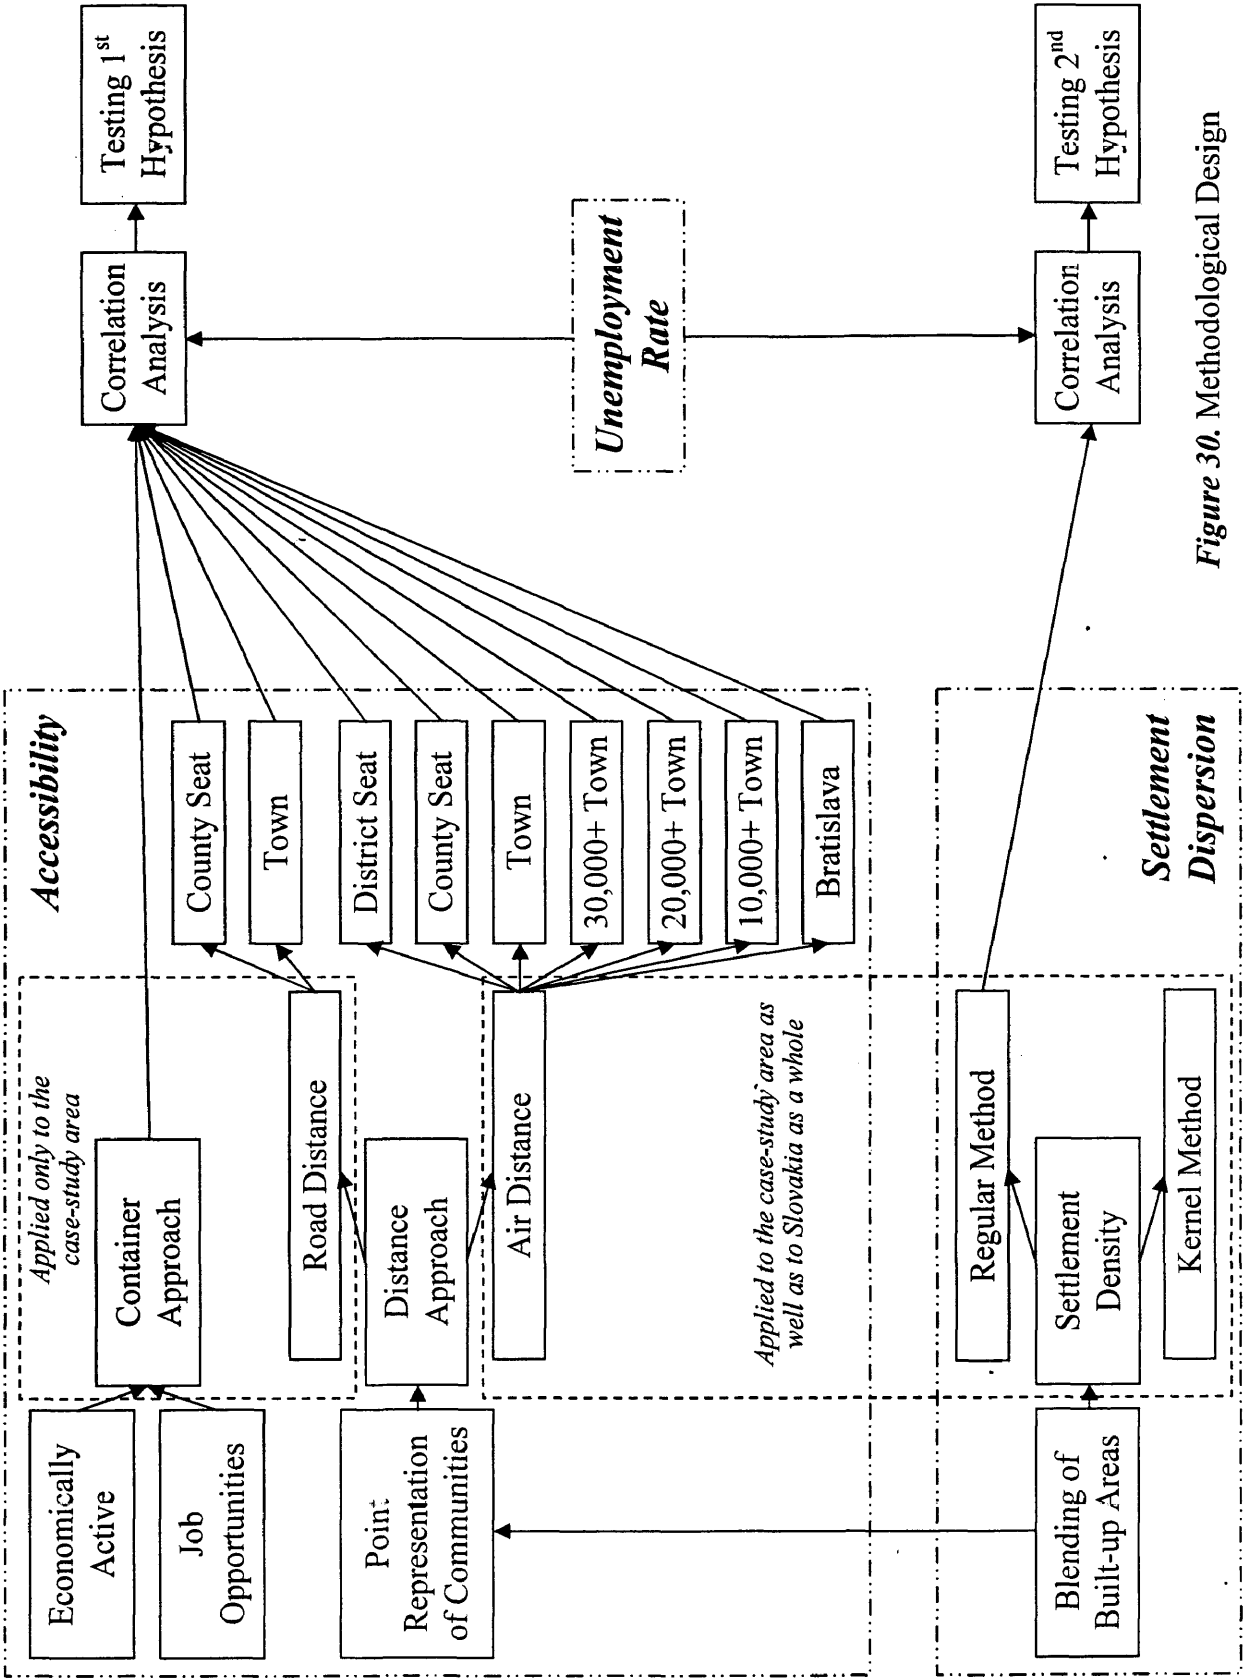 Accessibility
Economically
Active
Job
Opportunities
Applied only to the
case-study area
Container
Approach
Point
Representation
of Communities
Distance
Approach
Road Distance
Air Distance
Applied to the case-study area as
well as to Slovakia as a whole
County Seat
Town
District Seat
County Seat
Town
30,000+ Town
20,000+ Town
10,000+ Town
Bratislava
Correlation
Analysis
Testing 1st
Hypothesis
Unemployment
Rate
Blending of
Built-up Areas
Settlement
Density
Regular Method
Kernel Method
Settlement
Dispersion
Correlation
Analysis
Testing 2nd
Hypothesis
Figure 30. Methodological Design